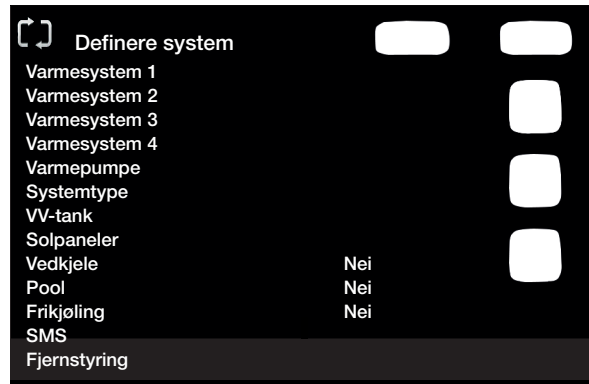 Definere system
Varmesystem 1
Varmesystem 2
Varmesystem 3
Varmesystem 4
Varmepumpe
Systemtype
VV-tank
Solpaneler
Vedkjele Nei
Pool Nei
Frikjøling Nei
SMS
Fjernstyring